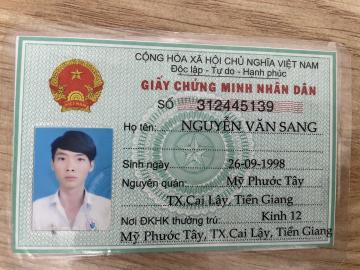 CỘNG HÒA XÃ HỘI CHỦ NGHĨA VIỆT NAM
Độc lập - Tự do - Hạnh phúc
GIẤY CHỨNG MINH NHÂN DÂN
SỐ 312445139
Họ tên: NGUYỄN VĂN SANG
Sinh ngày 26-09-1998
Nguyên quán: Mỹ Phước Tây
TX.Cai Lậy, Tiền Giang
Nơi ĐKHK thường trú: Kinh 12
Mỹ Phước Tây, TX.Cai Lậy, Tiền Giang